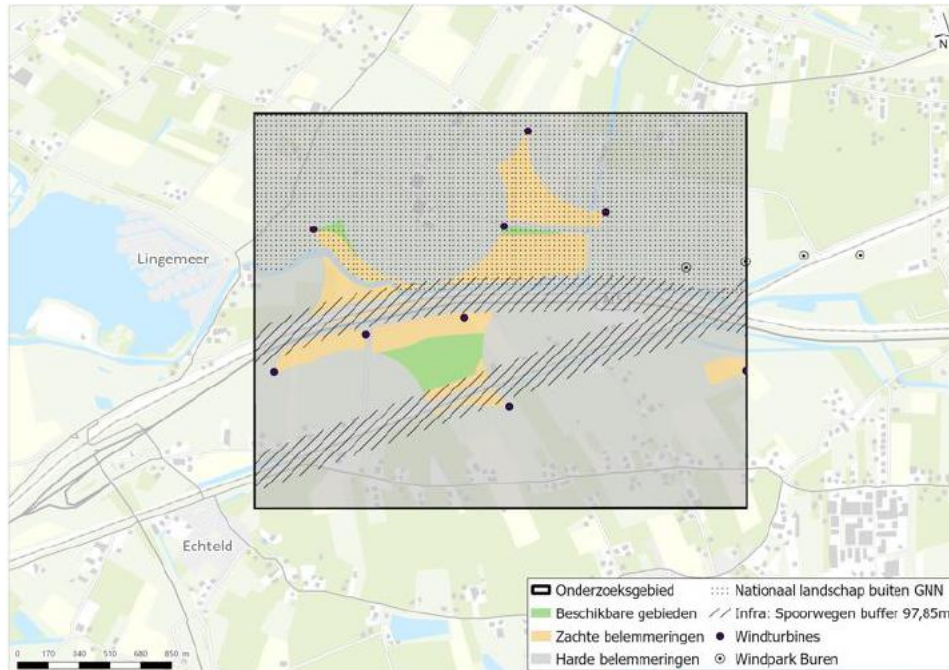 N
Lingemeer
Echteld
Onderzoeksgebied
Beschikbare gebieden
Zachte belemmeringen
Harde belemmeringen
Nationaal landschap buiten GNN
Infra: Spoorwegen buffer 97,85m
Windturbines
Windpark Buren
0 170 340 510 680 850 m